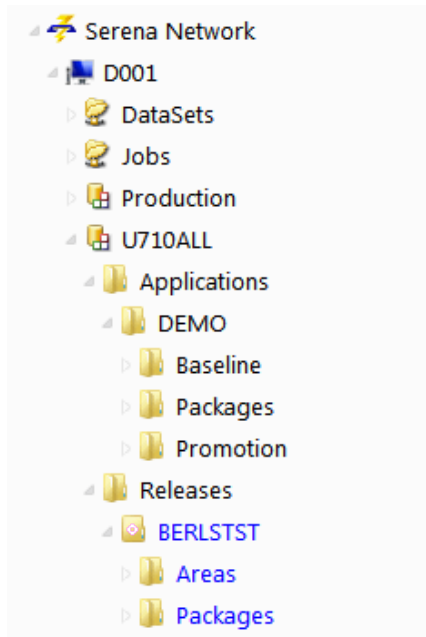 Serena Network
D001
DataSets
Jobs
Production
U710ALL
Applications
DEMO
Baseline
Packages
Promotion
Releases
BERLSTST
Areas
Packages